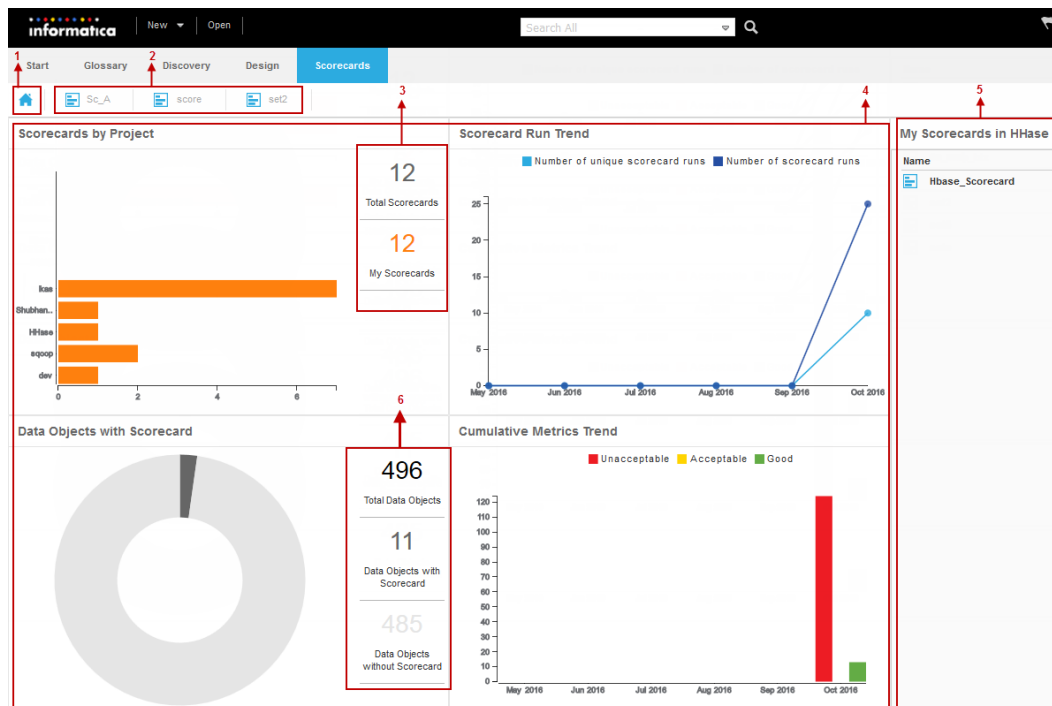 informatica
New
Open
Search All
1
2
Start
Glossary
Discovery
Design
Scorecards
Sc_A
score
set2
3
4
5
Scorecards by Project
12
Total Scorecards
12
My Scorecards
Ikas
Shubhan..
HHase
sqoop
dev
0 2 4 6
Scorecard Run Trend
Number of unique scorecard runs
Number of scorecard runs
25
20
15
10
5
0
May 2016 Jun 2016 Jul 2016 Aug 2016 Sep 2016 Oct 2016
My Scorecards in HHase
Name
Hbase_Scorecard
6
Data Objects with Scorecard
496
Total Data Objects
11
Data Objects with
Scorecard
485
Data Objects
without Scorecard
Cumulative Metrics Trend
Unacceptable
Acceptable
Good
120
110
100
90
80
70
60
50
40
30
20
10
0
May 2016 Jun 2016 Jul 2016 Aug 2016 Sep 2016 Oct 2016